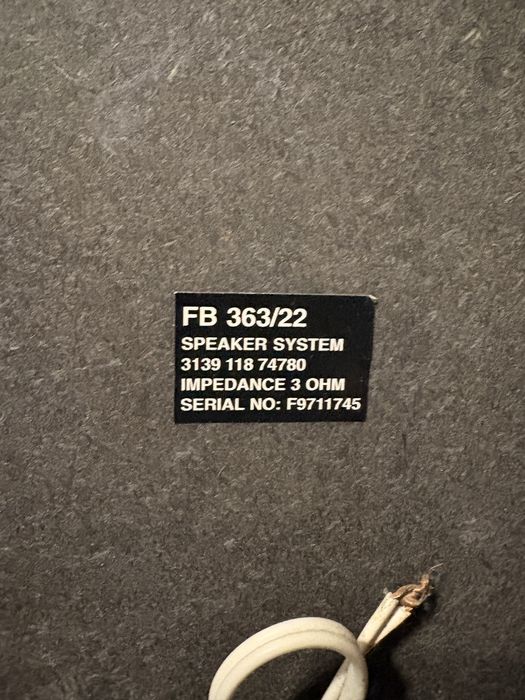 FB 363/22
SPEAKER SYSTEM
3139 118 74780
IMPEDANCE 3 OHM
SERIAL NO: F9711745